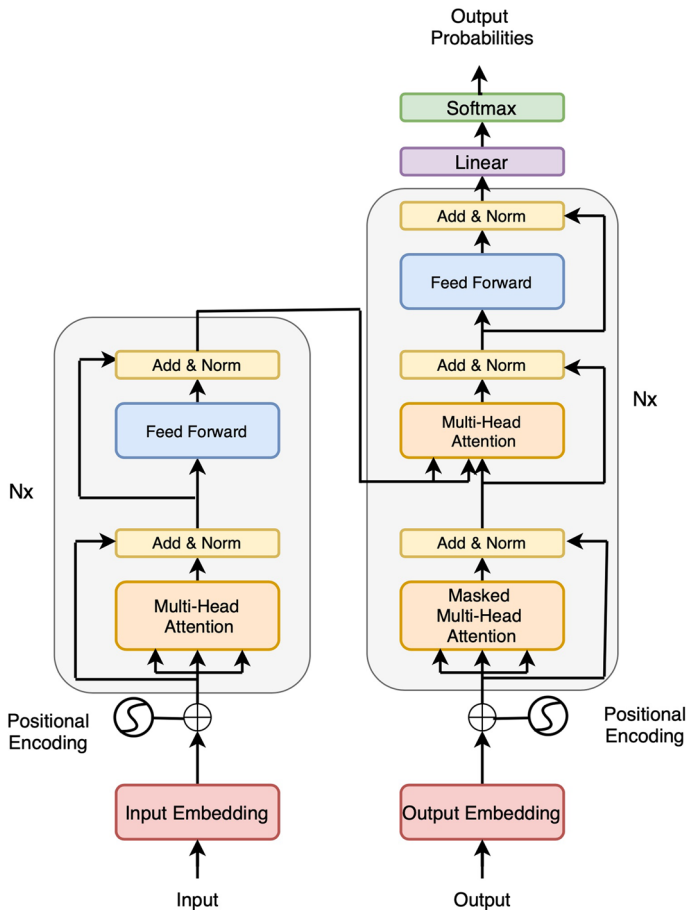 Output
Probabilities
Softmax
Linear
Add & Norm
Feed Forward
Add & Norm
Multi-Head
Attention
Nx
Add & Norm
Masked
Multi-Head
Attention
Positional
Encoding
Output Embedding
Output
Add & Norm
Feed Forward
Nx
Add & Norm
Multi-Head
Attention
Positional
Encoding
Input Embedding
Input